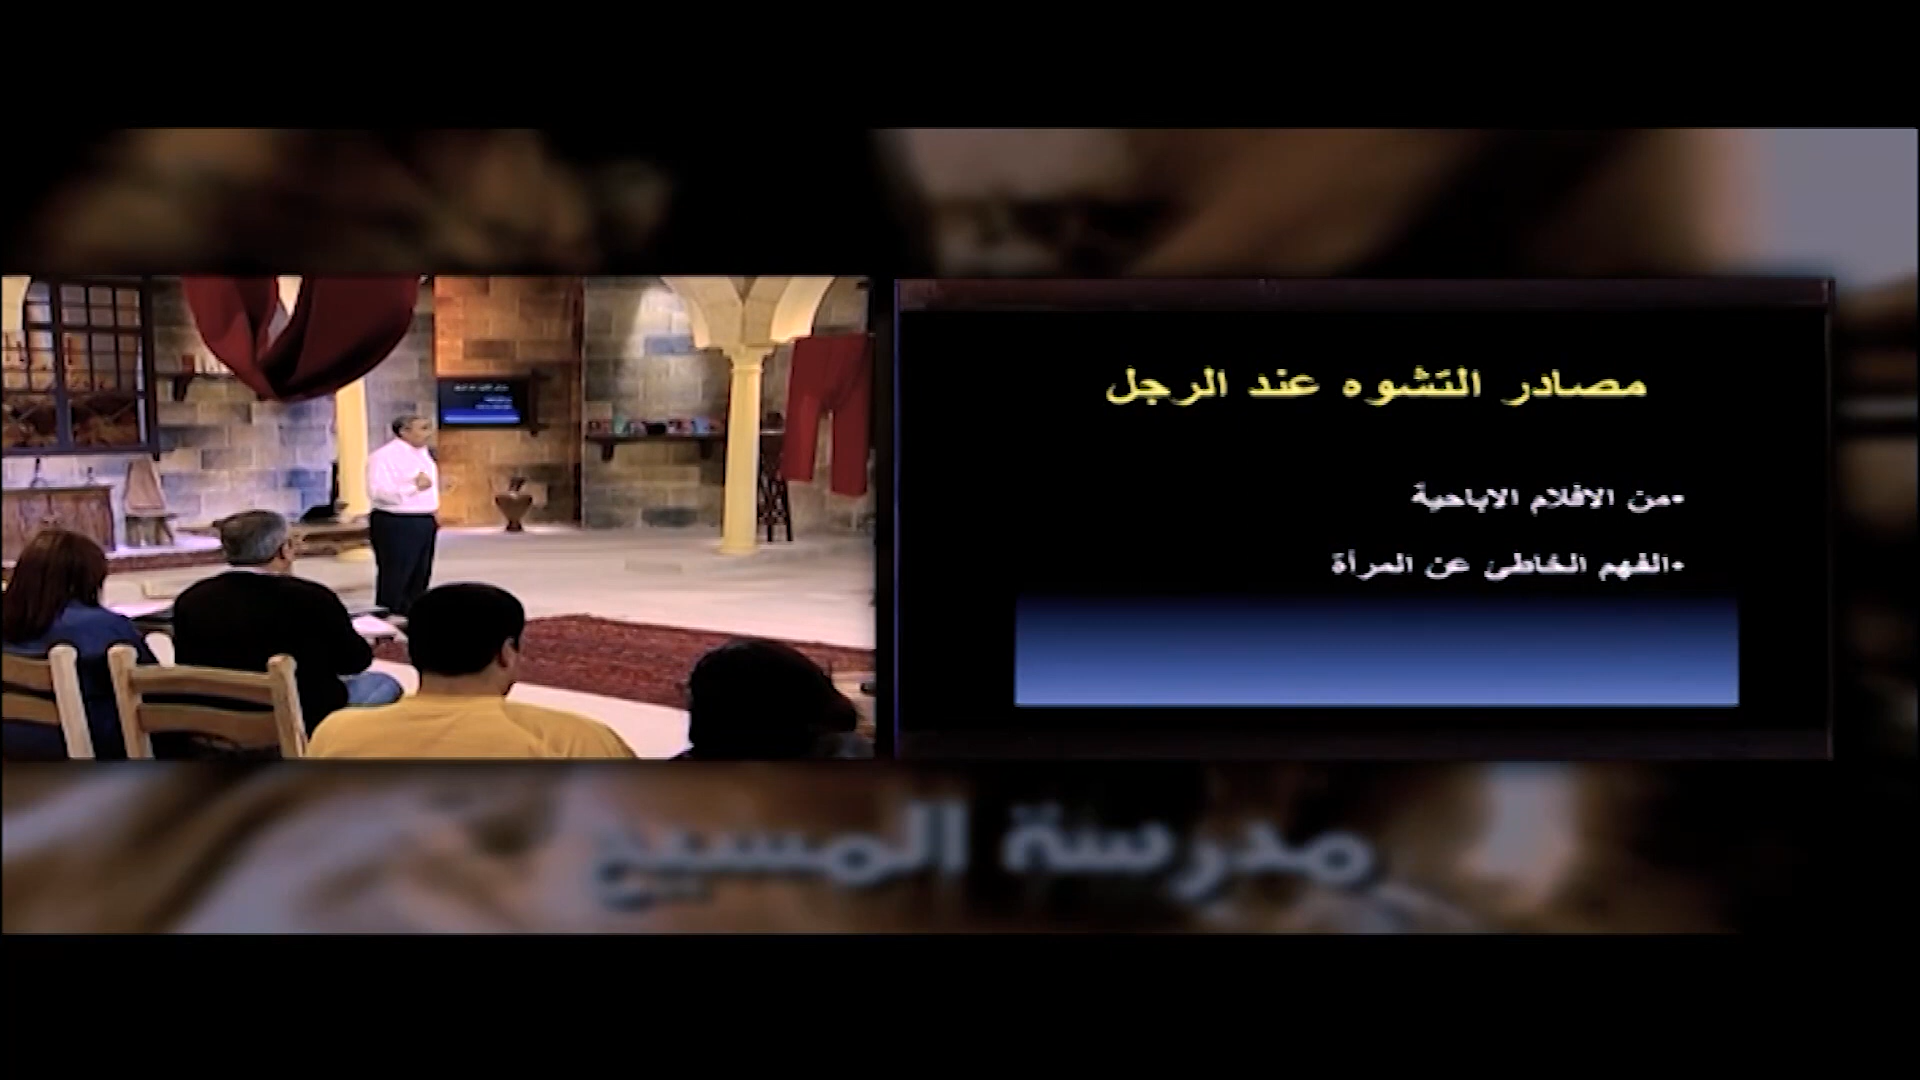 مصادر التشوه عند الرجل
•من الافلام الاباحية
•الفهم الخاطئ عن المرأة
مدرسة المسيح